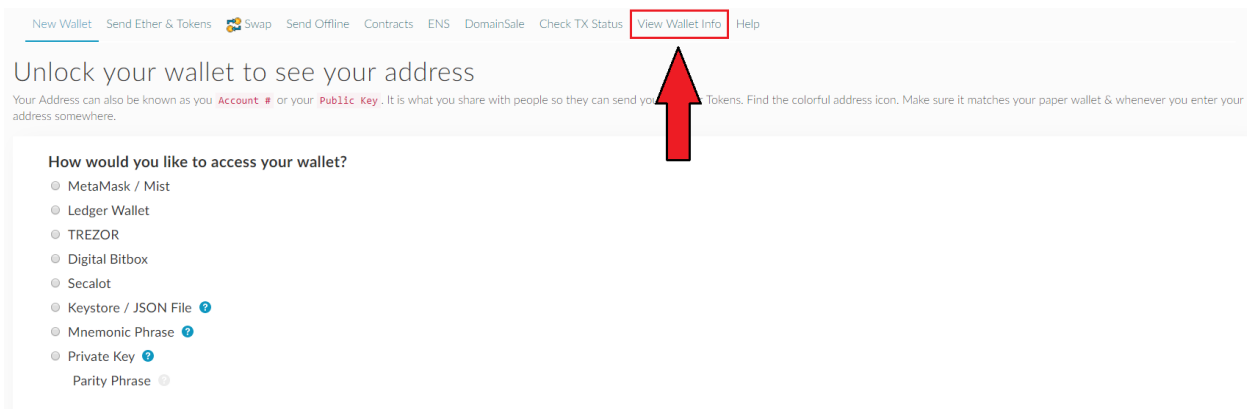 New Wallet Send Ether & Tokens Swap Send Offline Contracts ENS DomainSale Check TX Status View Wallet Info Help
Unlock your wallet to see your address
Your Address can also be known as you Account # or your Public Key. It is what you share with people so they can send you Tokens. Find the colorful address icon. Make sure it matches your paper wallet & whenever you enter your
address somewhere.
How would you like to access your wallet?
MetaMask / Mist
Ledger Wallet
TREZOR
Digital Bitbox
Secalot
Keystore / JSON File ?
Mnemonic Phrase ?
Private Key ?
Parity Phrase ?